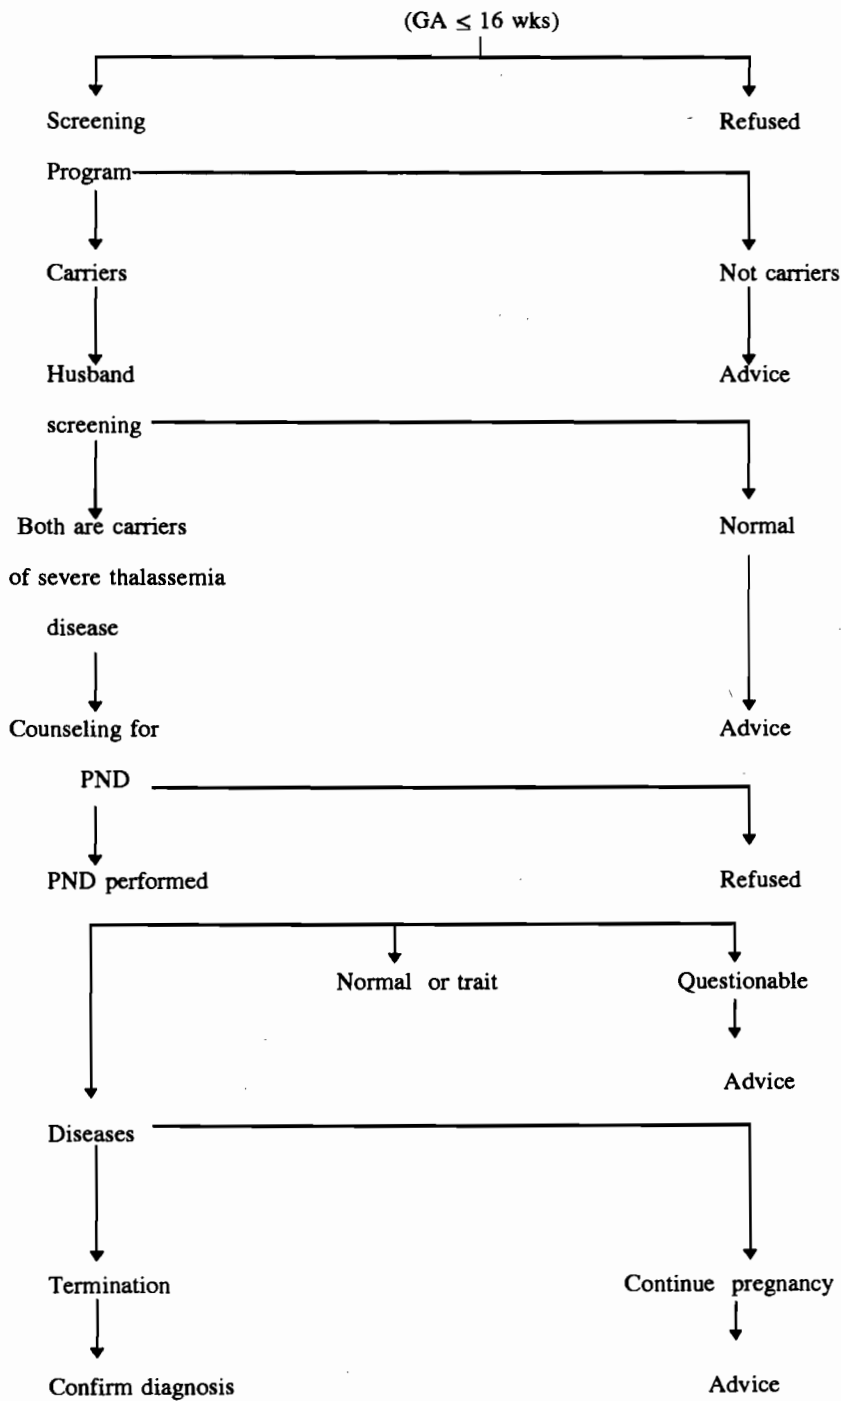 (GA ≤ 16 wks)
Screening
Refused
Program
Carriers
Not carriers
Husband
Advice
screening
Both are carriers
Normal
of severe thalassemia
disease
Counseling for
Advice
PND
PND performed
Refused
Normal or trait
Questionable
Advice
Diseases
Termination
Continue pregnancy
Confirm diagnosis
Advice